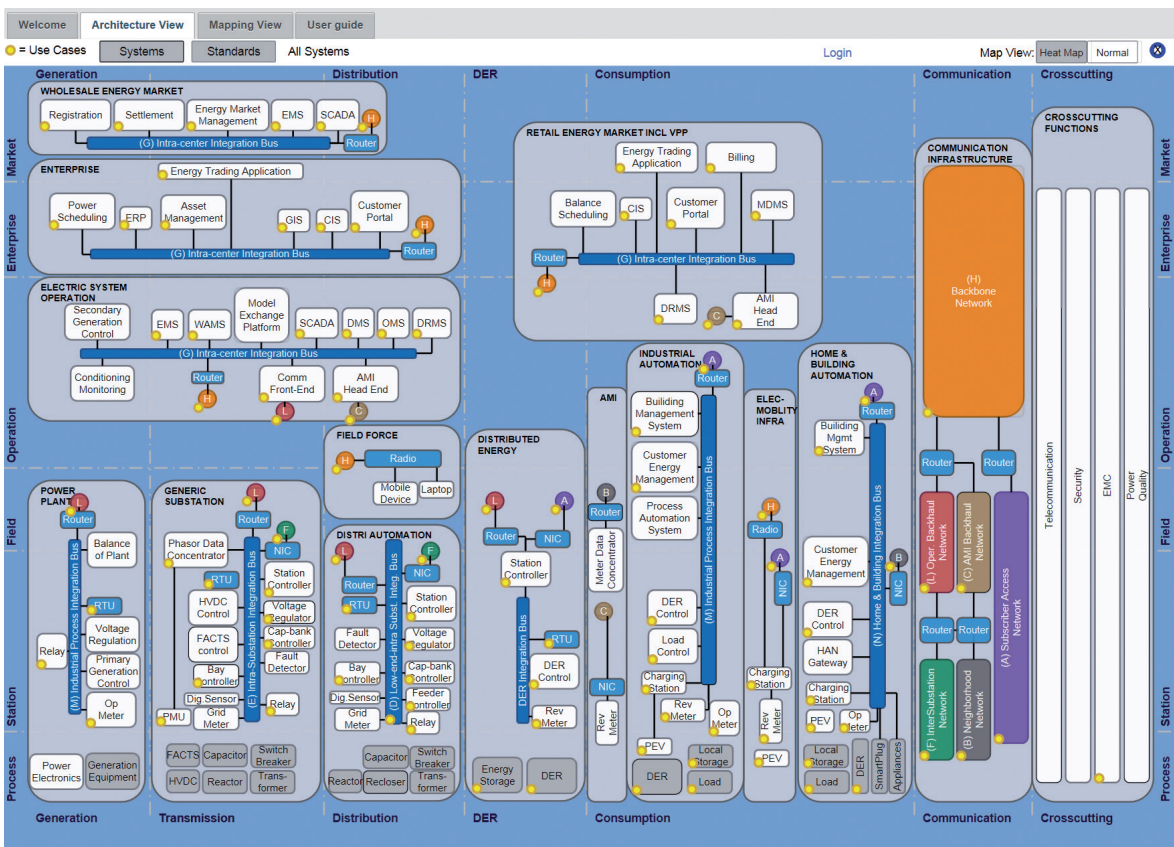 Welcome
Architecture View
Mapping View
User guide
= Use Cases
Systems
Standards
All Systems
Login
Map View:
Heat Map
Normal
Generation
Distribution
DER
Consumption
Communication
Crosscutting
Market
Enterprise
Operation
Field
Station
Process
WHOLESALE ENERGY MARKET
Registration
Settlement
Energy Market
Management
EMS
SCADA
H
(G) Intra-center Integration Bus
Router
ENTERPRISE
Energy Trading Application
Power
Scheduling
ERP
Asset
Management
GIS
CIS
Customer
Portal
H
Router
(G) Intra-center Integration Bus
ELECTRIC SYSTEM
OPERATION
Secondary
Generation
Control
EMS
WAMS
Model
Exchange
Platform
SCADA
DMS
OMS
DRMS
(G) Intra-center Integration Bus
Conditioning
Monitoring
Router
H
Comm
Front-End
L
AMI
Head End
C
RETAIL ENERGY MARKET INCL VPP
Energy Trading
Application
Billing
Balance
Scheduling
CIS
Customer
Portal
MDMS
Router
(G) Intra-center Integration Bus
H
DRMS
C
AMI
Head
End
FIELD FORCE
H
Radio
Mobile
Device
Laptop
POWER
PLANT
L
Router
(M) Industrial Process Integration Bus
Balance
of Plant
RTU
Voltage
Regulation
Relay
Primary
Generation
Control
Op
Meter
Power
Electronics
Generation
Equipment
GENERIC
SUBSTATION
L
Router
F
NIC
Phasor Data
Concentrator
RTU
(E) Intra-Substation Integration Bus
Station
Controller
HVDC
Control
Voltage
Regulator
FACTS
control
Cap-bank
Controller
Fault
Detector
Bay
Controller
Dig.Sensor
Relay
PMU
Grid
Meter
FACTS
Capacitor
Switch
Breaker
HVDC
Reactor
Trans-
former
DISTRI AUTOMATION
L
F
Router
NIC
RTU
(D) Low-end-intra Subst. Integ. Bus
Station
Controller
Fault
Detector
Voltage
Regulator
Bay
Controller
Cap-bank
Controller
Dig.Sensor
Feeder
Controller
Grid
Meter
Relay
Capacitor
Switch
Breaker
Reactor
Recloser
Trans-
former
DISTRIBUTED
ENERGY
L
A
Router
NIC
Station
Controller
DER Integration Bus
RTU
DER
Control
Rev
Meter
Energy
Storage
DER
AMI
B
Router
Meter Data
Concentrator
C
NIC
Rev
Meter
INDUSTRIAL
AUTOMATION
A
Router
Builiding
Management
System
Customer
Energy
Management
Process
Automation
System
(M) Industrial Process Integration Bus
DER
Control
Load
Control
Charging
Station
Rev
Meter
Op
Meter
PEV
Local
Storage
DER
Load
ELEC-
MOBLITY
INFRA
H
Radio
A
NIC
Charging
Station
Rev
Meter
PEV
HOME &
BUILDING
AUTOMATION
A
Router
Builiding
Mgmt
System
(N) Home & Building Integration Bus
Customer
Energy
Management
B
NIC
DER
Control
HAN
Gateway
Charging
Station
PEV
Op
Meter
Local
Storage
Load
DER
SmartPlug
Appliances
COMMUNICATION
INFRASTRUCTURE
(H)
Backbone
Network
Router
Router
(L) Oper. Backhaul
Network
(C) AMI Backhaul
Network
(A) Subscriber Access
Network
Router
Router
(F) InterSubstation
Network
(B) Neighborhood
Network
CROSSCUTTING
FUNCTIONS
Telecommunication
Security
EMC
Power
Quality
Market
Enterprise
Operation
Field
Station
Process
Generation
Transmission
Distribution
DER
Consumption
Communication
Crosscutting